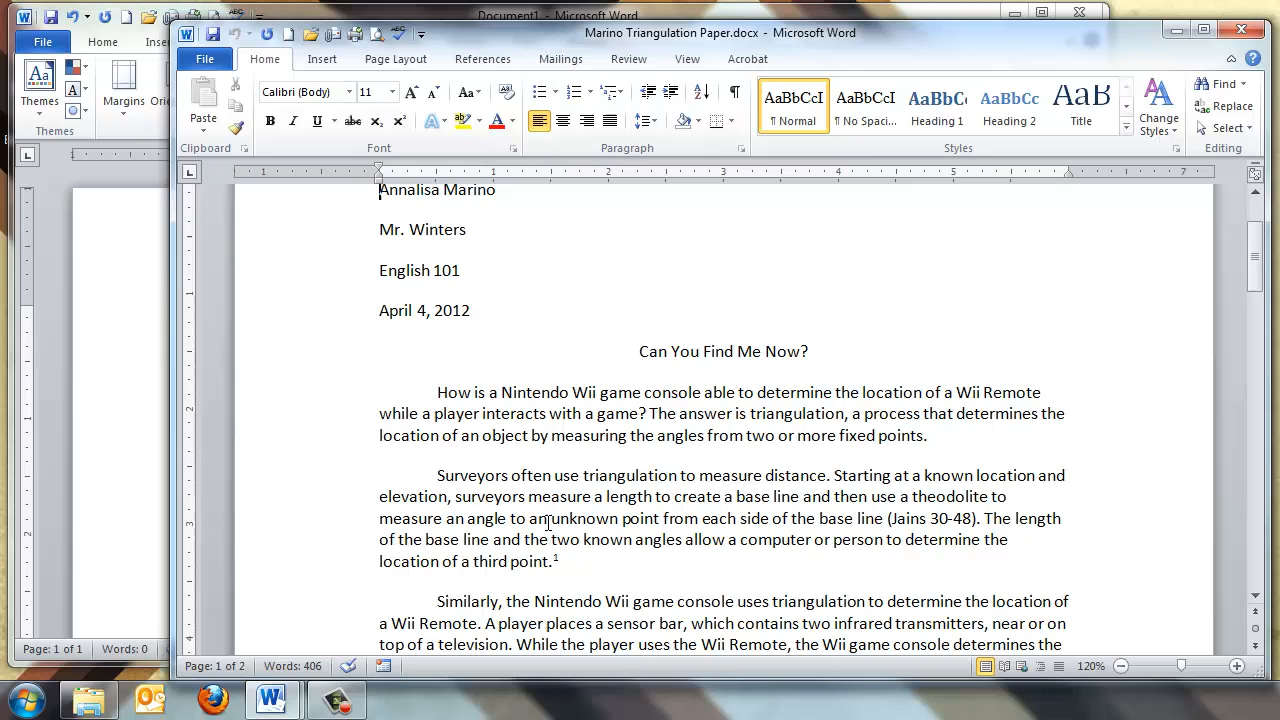 Document1 - Microsoft Word
File
Home
Themes
Margins
Themes
Page: 1 of 1
Words: 0
Marino Triangulation Paper.docx - Microsoft Word
File
Home
Insert
Page Layout
References
Mailings
Review
View
Acrobat
Paste
Clipboard
Calibri (Body)
11
Font
Paragraph
AaBbCcI
¶ Normal
AaBbCcI
¶ No Spaci...
AaBbCc
Heading 1
AaBbCc
Heading 2
AaB
Title
Change
Styles
Styles
Find
Replace
Select
Editing
1 1 2 3 4 5 7
Annalisa Marino
Mr. Winters
English 101
April 4, 2012
Can You Find Me Now?
How is a Nintendo Wii game console able to determine the location of a Wii Remote
while a player interacts with a game? The answer is triangulation, a process that determines the
location of an object by measuring the angles from two or more fixed points.
Surveyors often use triangulation to measure distance. Starting at a known location and
elevation, surveyors measure a length to create a base line and then use a theodolite to
measure an angle to an unknown point from each side of the base line (Jains 30-48). The length
of the base line and the two known angles allow a computer or person to determine the
location of a third point.1
Similarly, the Nintendo Wii game console uses triangulation to determine the location of
a Wii Remote. A player places a sensor bar, which contains two infrared transmitters, near or on
top of a television. While the player uses the Wii Remote, the Wii game console determines the
Page: 1 of 2
Words: 406
120%